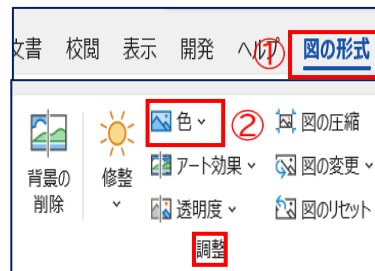 文書 校閲 表示 開発 ヘルプ ① 図の形式
背景の削除
修整
色 ②
アート効果
透明度
図の圧縮
図の変更
図のリセット
調整